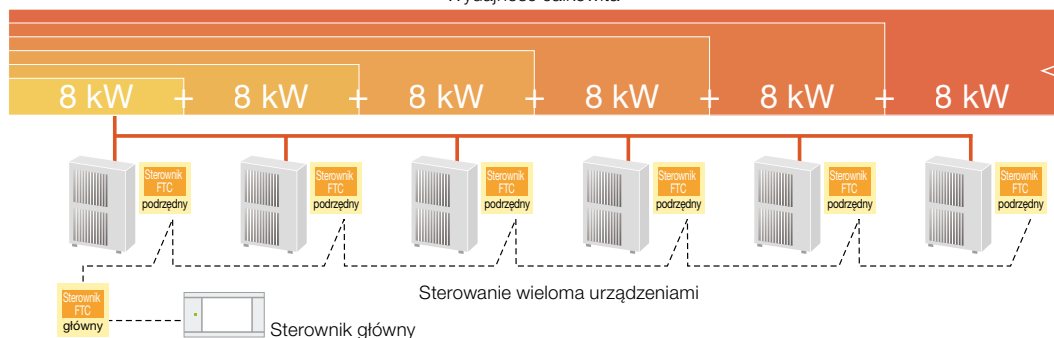 8 kW + 8 kW + 8 kW + 8 kW + 8 kW + 8 kW
Sterownik FTC podrzędny
Sterownik FTC podrzędny
Sterownik FTC podrzędny
Sterownik FTC podrzędny
Sterownik FTC podrzędny
Sterownik FTC podrzędny
Sterowanie wieloma urządzeniami
Sterownik FTC główny
Sterownik główny